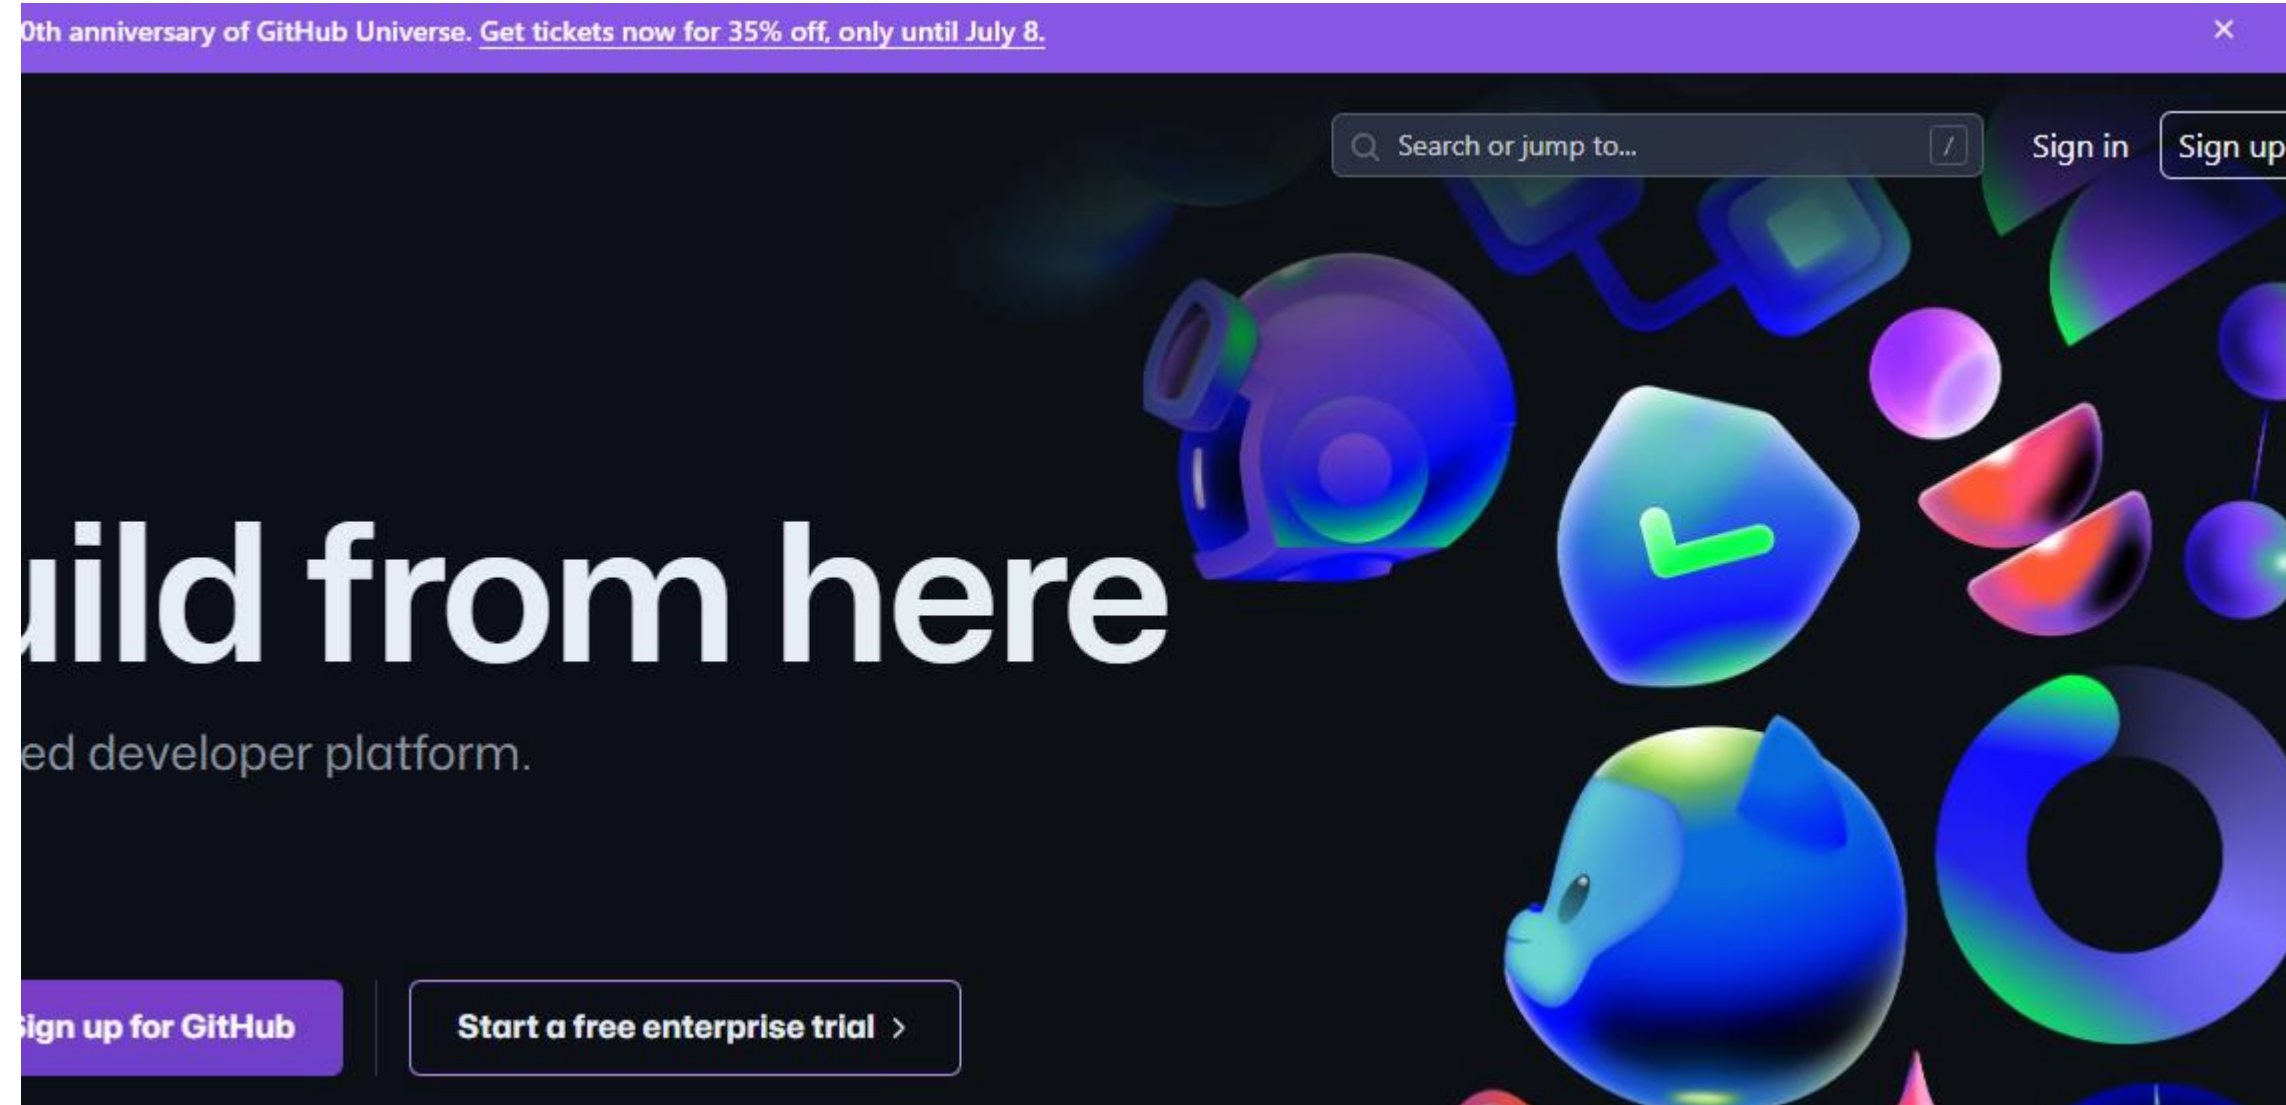 0th anniversary of GitHub Universe. Get tickets now for 35% off, only until July 8.
Search or jump to... /
Sign in
Sign up
uild from here
ed developer platform.
Sign up for GitHub
Start a free enterprise trial